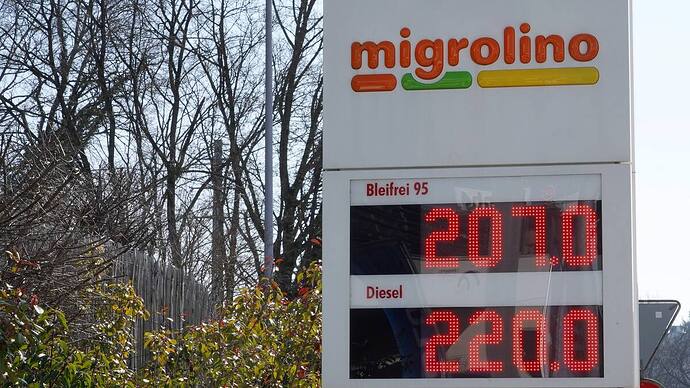 migrolino
Bleifrei 95
207.0
Diesel
220.0